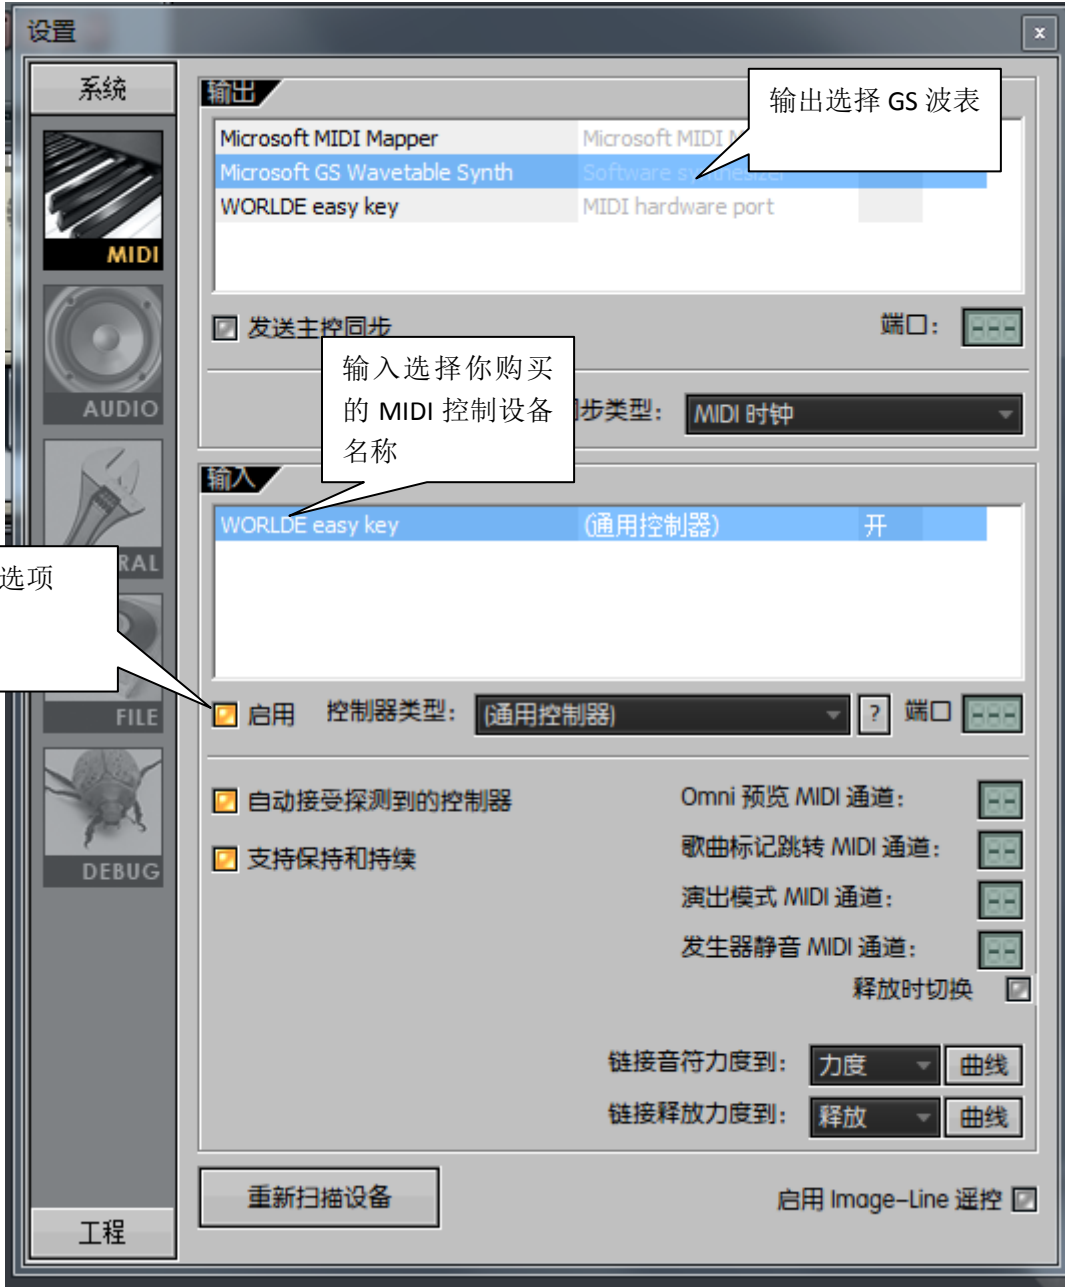 设置
x
系统
MIDI
AUDIO
RAL
FILE
DEBUG
工程
输出
输出选择 GS 波表
Microsoft MIDI Mapper Microsoft MIDI M
Microsoft GS Wavetable Synth Software synthesizer
WORLDE easy key MIDI hardware port
发送主控同步 端口:
输入选择你购买
的 MIDI 控制设备
名称
步类型: MIDI 时钟
输入
WORLDE easy key (通用控制器) 开
选项
启用 控制器类型: (通用控制器) ? 端口
自动接受探测到的控制器 Omni 预览 MIDI 通道:
支持保持和持续 歌曲标记跳转 MIDI 通道:
演出模式 MIDI 通道:
发生器静音 MIDI 通道:
释放时切换
链接音符力度到: 力度 曲线
链接释放力度到: 释放 曲线
重新扫描设备 启用 Image-Line 遥控